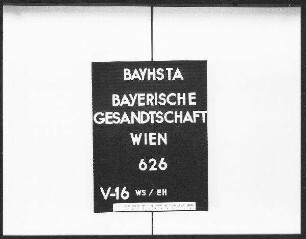 BAYHSTA
BAYERISCHE
GESANDTSCHAFT
WIEN
626
V-16 WS / EH